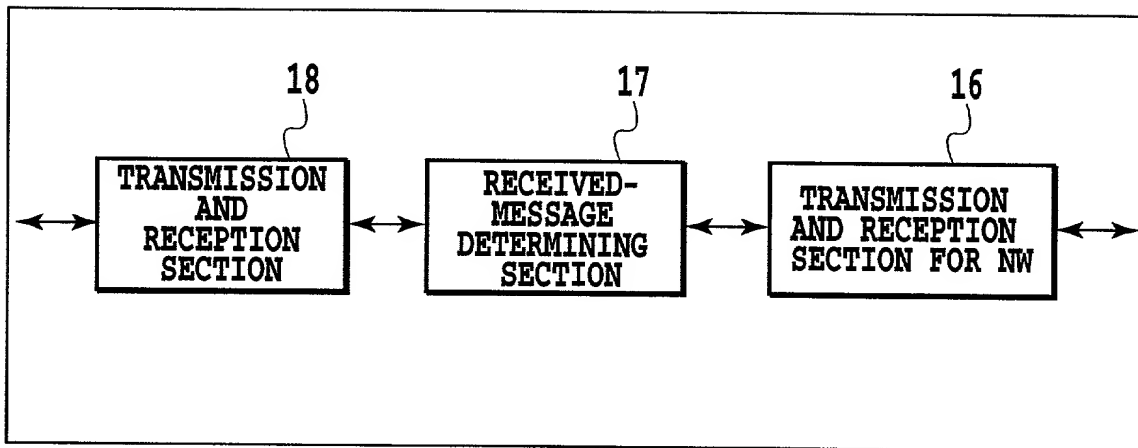 18
17
16
TRANSMISSION
AND
RECEPTION
SECTION
RECEIVED-
MESSAGE
DETERMINING
SECTION
TRANSMISSION
AND RECEPTION
SECTION FOR NW